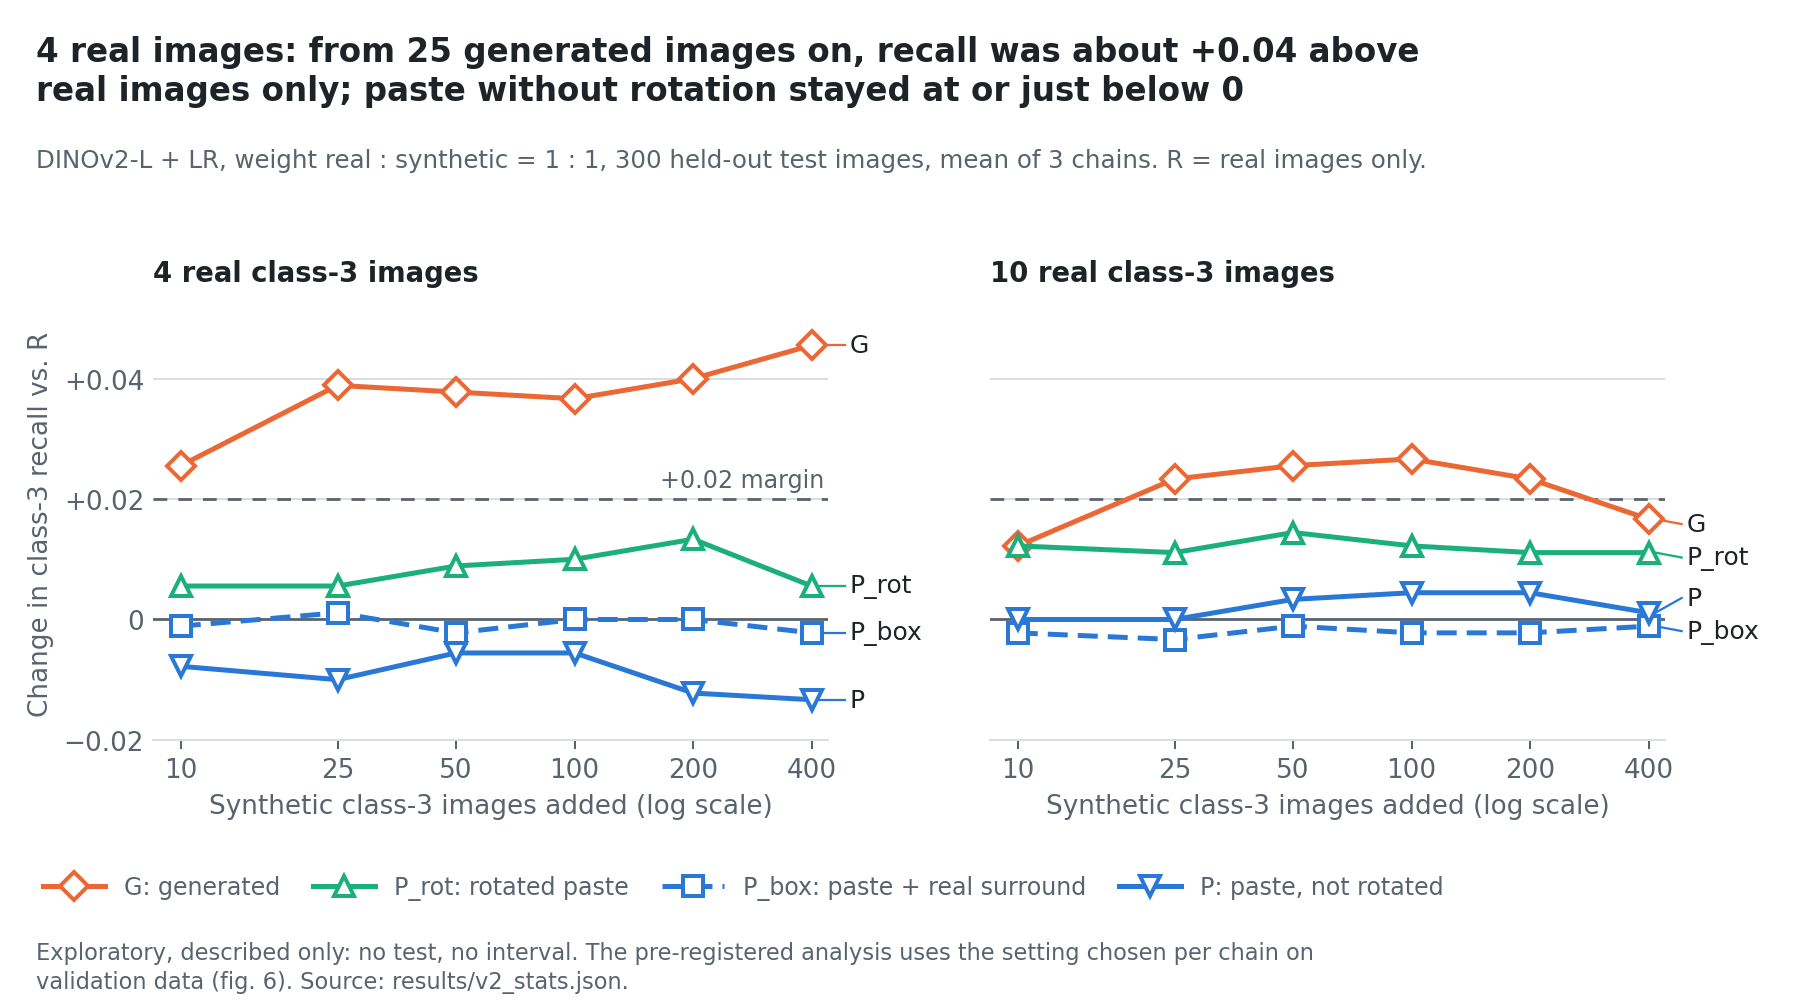 4 real images: from 25 generated images on, recall was about +0.04 above
real images only; paste without rotation stayed at or just below 0
DINOv2-L + LR, weight real : synthetic = 1 : 1, 300 held-out test images, mean of 3 chains. R = real images only.
4 real class-3 images
10 real class-3 images
Change in class-3 recall vs. R
+0.04
+0.02
0
−0.02
+0.02 margin
G
P_rot
P_box
P
G
P_rot
P
P_box
10 25 50 100 200 400
10 25 50 100 200 400
Synthetic class-3 images added (log scale)
Synthetic class-3 images added (log scale)
G: generated
P_rot: rotated paste
P_box: paste + real surround
P: paste, not rotated
Exploratory, described only: no test, no interval. The pre-registered analysis uses the setting chosen per chain on
validation data (fig. 6). Source: results/v2_stats.json.